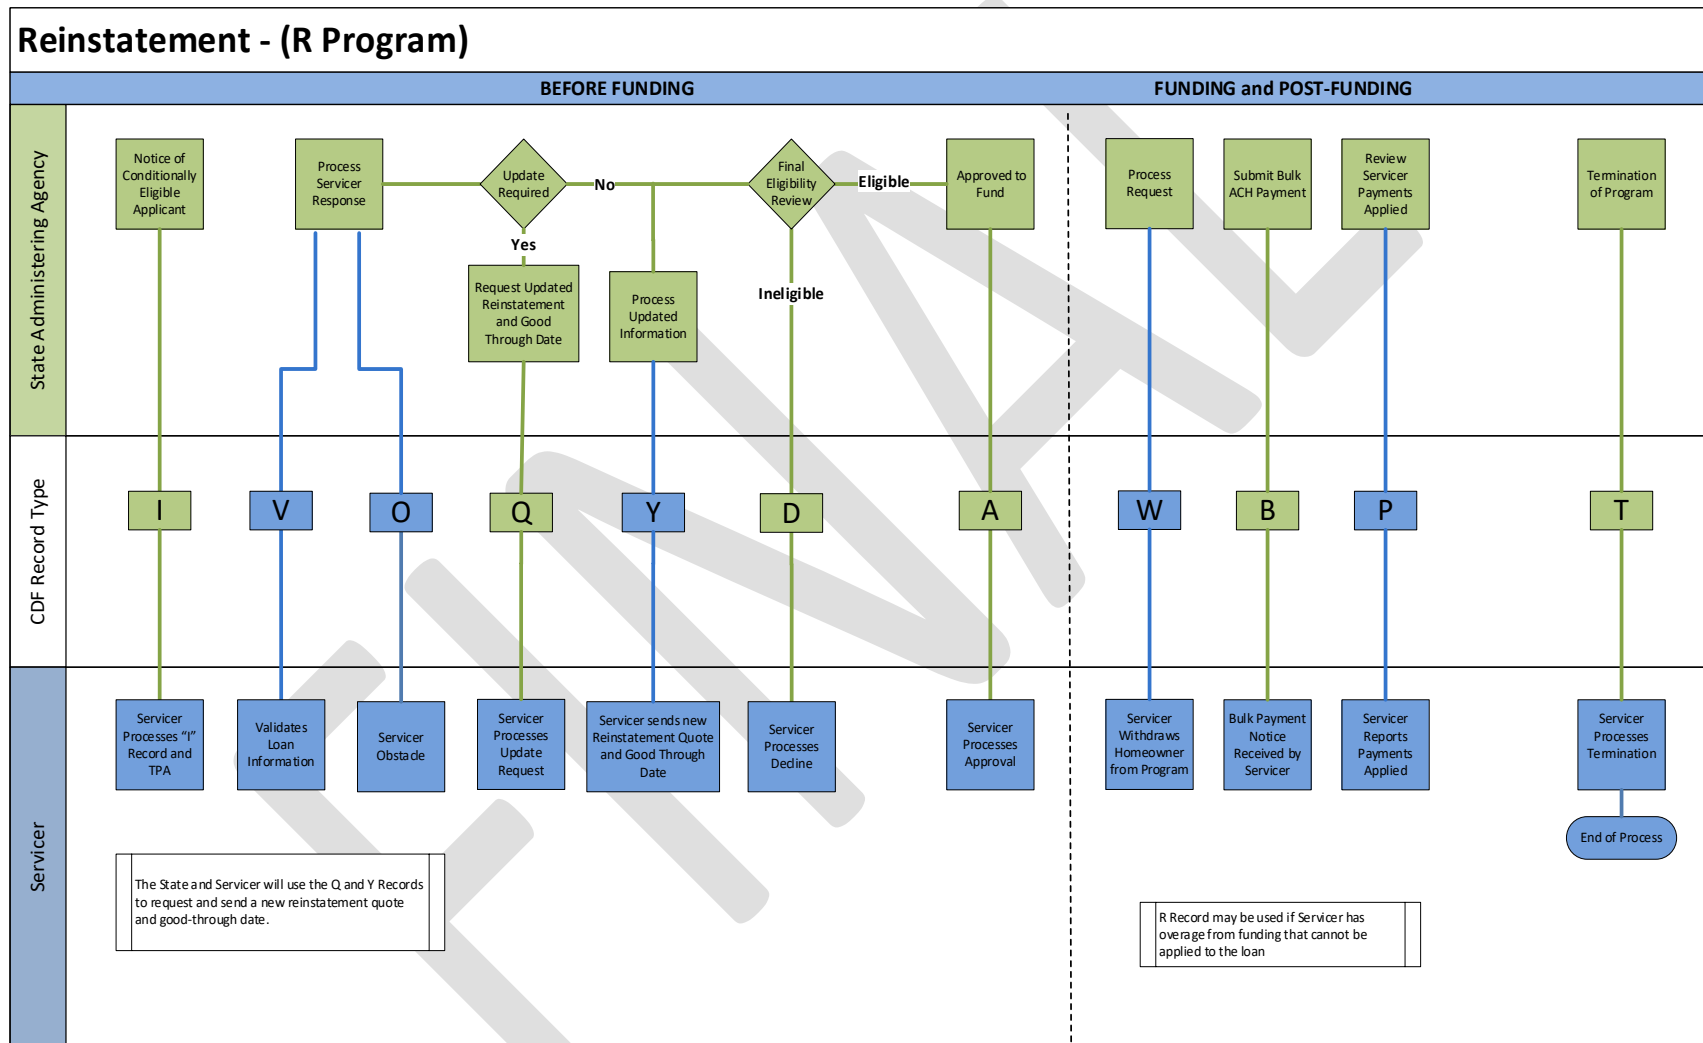 Reinstatement - (R Program)
BEFORE FUNDING
FUNDING and POST-FUNDING
State Administering Agency
Notice of
Conditionally
Eligible
Applicant
Process
Servicer
Response
Update
Required
No
Yes
Request Updated
Reinstatement
and Good
Through Date
Process
Updated
Information
Final
Eligibility
Review
Eligible
Ineligible
Approved to
Fund
Process
Request
Submit Bulk
ACH Payment
Review
Servicer
Payments
Applied
Termination
of Program
CDF Record Type
I
V
O
Q
Y
D
A
W
B
P
T
Servicer
Servicer
Processes “I”
Record and
TPA
Validates
Loan
Information
Servicer
Obstacle
Servicer
Processes
Update
Request
Servicer sends new
Reinstatement Quote
and Good Through
Date
Servicer
Processes
Decline
Servicer
Processes
Approval
Servicer
Withdraws
Homeowner
from Program
Bulk Payment
Notice
Received by
Servicer
Servicer
Reports
Payments
Applied
Servicer
Processes
Termination
End of Process
The State and Servicer will use the Q and Y Records
to request and send a new reinstatement quote
and good-through date.
R Record may be used if Servicer has
overage from funding that cannot be
applied to the loan
FINAL